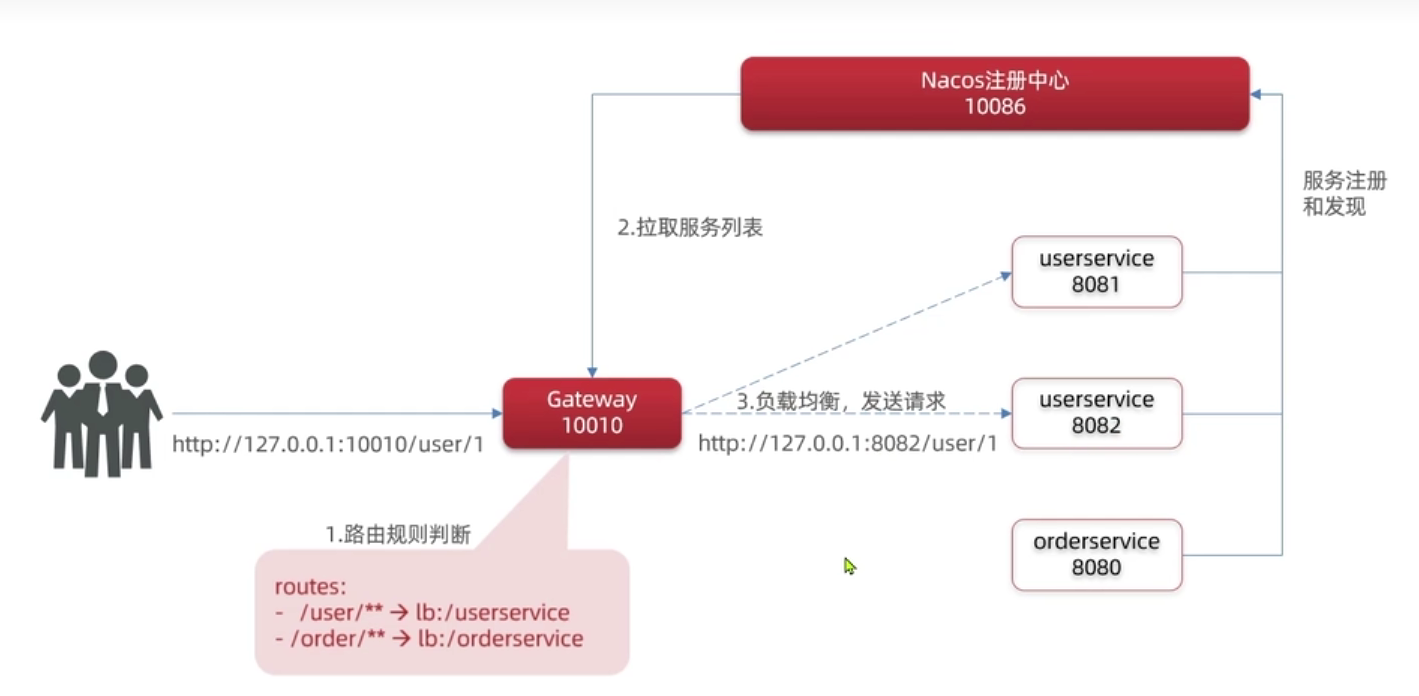 Nacos注册中心
10086
服务注册
和发现
2.拉取服务列表
userservice
8081
Gateway
10010
3.负载均衡，发送请求
userservice
8082
http://127.0.0.1:10010/user/1
http://127.0.0.1:8082/user/1
1.路由规则判断
orderservice
8080
routes:
- /user/** → lb:/userservice
- /order/** → lb:/orderservice